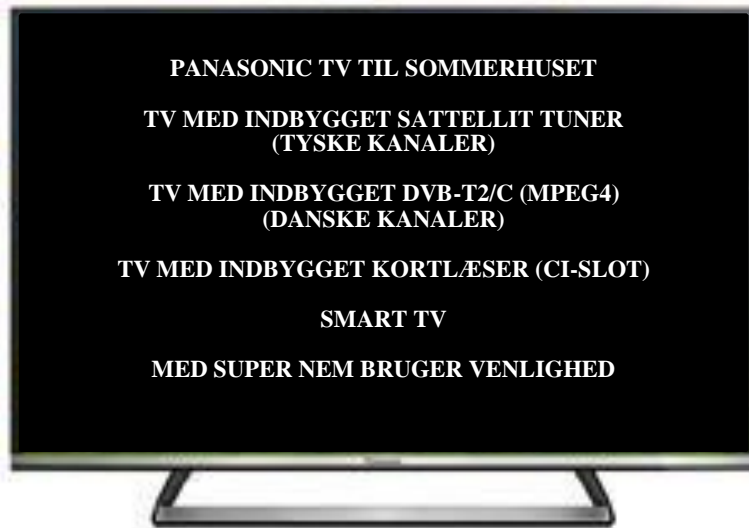 PANASONIC TV TIL SOMMERHUSET
TV MED INDBYGGET SATTELLIT TUNER
(TYSKE KANALER)
TV MED INDBYGGET DVB-T2/C (MPEG4)
(DANSKE KANALER)
TV MED INDBYGGET KORTLÆSER (CI-SLOT)
SMART TV
MED SUPER NEM BRUGER VENLIGHED